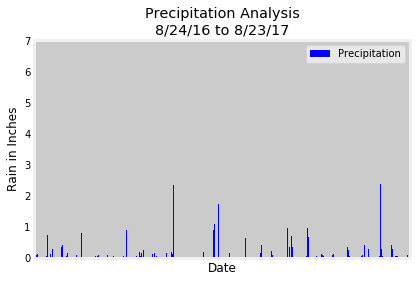 Precipitation Analysis
8/24/16 to 8/23/17
Precipitation
7
6
5
4
3
2
1
0
Rain in Inches
Date